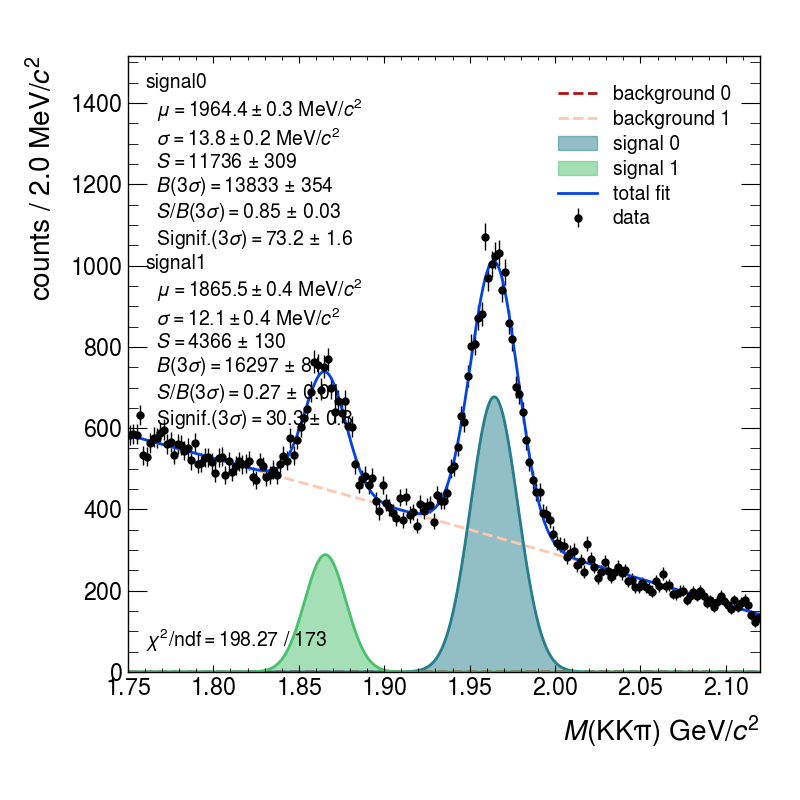 counts / 2.0 MeV/c²
1400
1200
1000
800
600
400
200
0
signal0
μ = 1964.4 ± 0.3 MeV/c²
σ = 13.8 ± 0.2 MeV/c²
S = 11736 ± 309
B(3σ) = 13833 ± 354
S/B(3σ) = 0.85 ± 0.03
Signif.(3σ) = 73.2 ± 1.6
signal1
μ = 1865.5 ± 0.4 MeV/c²
σ = 12.1 ± 0.4 MeV/c²
S = 4366 ± 130
B(3σ) = 16297 ±
S/B(3σ) = 0.27 ±
Signif.(3σ) = 30.3 ±
χ²/ndf = 198.27 / 173
background 0
background 1
signal 0
signal 1
total fit
data
1.75 1.80 1.85 1.90 1.95 2.00 2.05 2.10
M(KKπ) GeV/c²